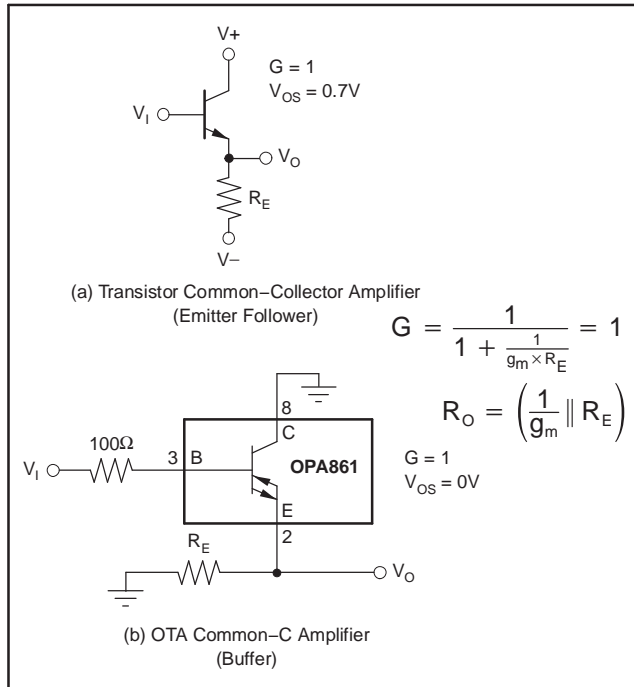 V+
G = 1
V_OS = 0.7V
V_I
V_O
R_E
V−
(a) Transistor Common−Collector Amplifier
(Emitter Follower)
G = 1 / (1 + 1 / (g_m × R_E)) = 1
R_O = (1 / g_m ∥ R_E)
8
C
100Ω
3 B
OPA861
V_I
G = 1
V_OS = 0V
E
2
R_E
V_O
(b) OTA Common−C Amplifier
(Buffer)